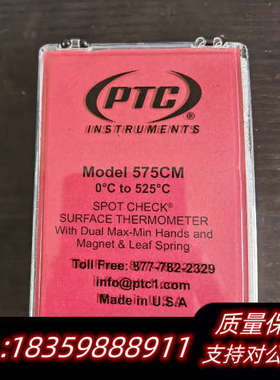 PTC
®
INSTRUMENTS
Model 575CM
0°C to 525°C
SPOT CHECK®
SURFACE THERMOMETER
With Dual Max-Min Hands and
Magnet & Leaf Spring
Toll Free: 877-782-2329
info@ptc1.com
Made in U.S.A
:18359888911
质量保
支持对公